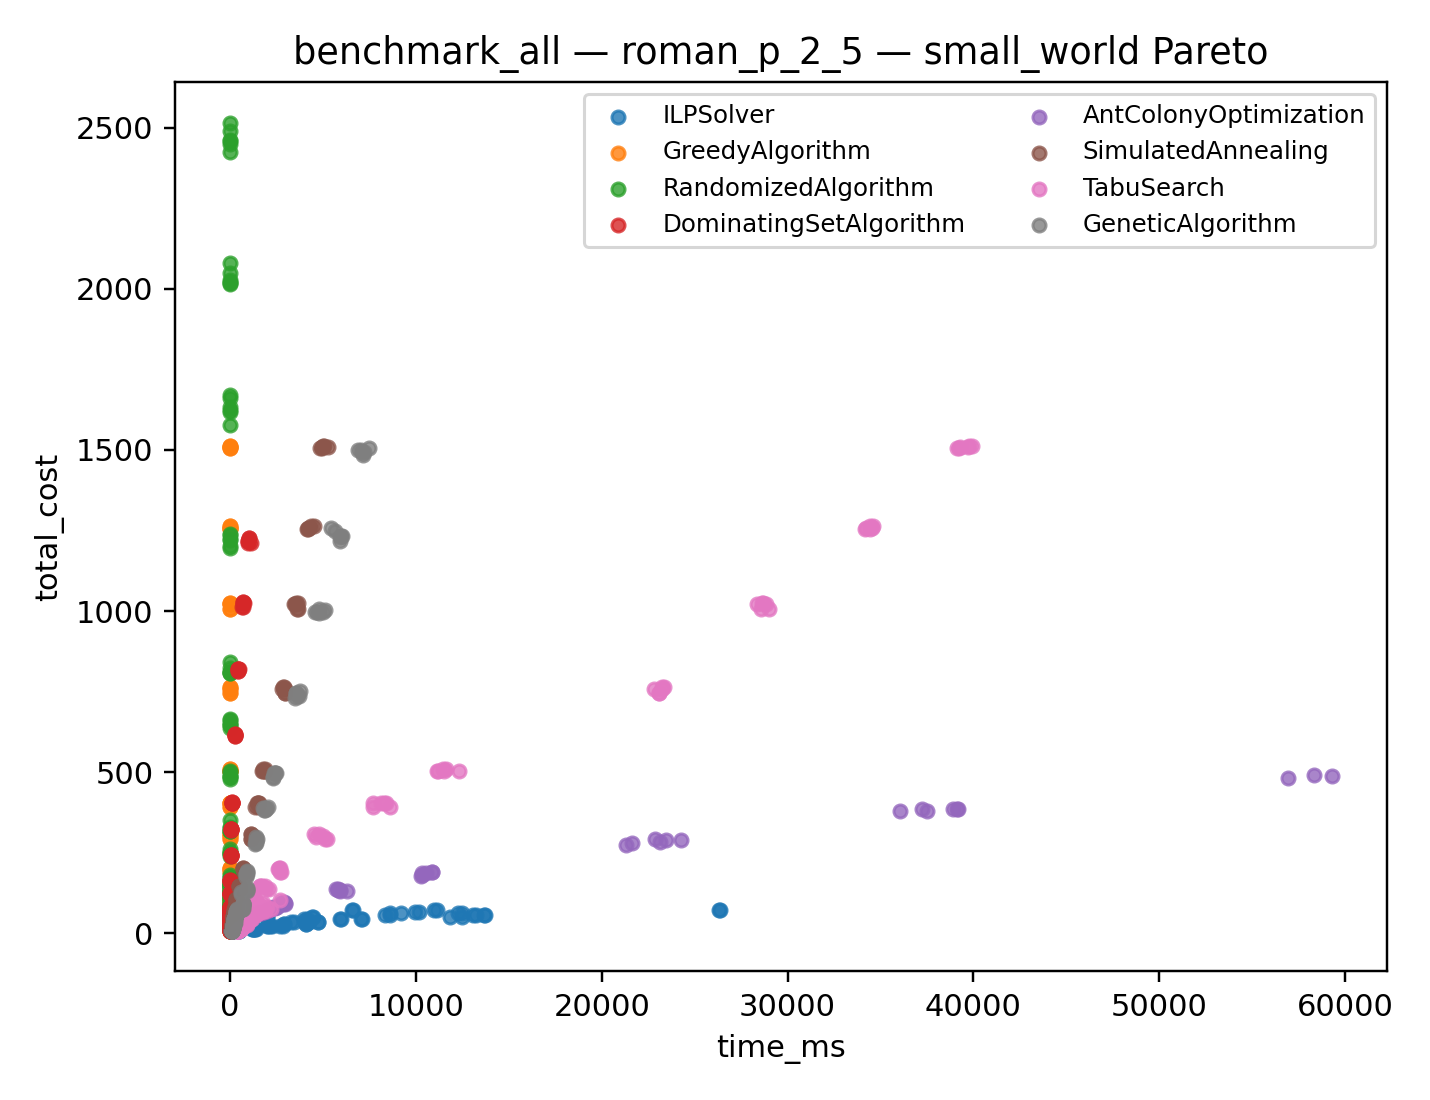 benchmark_all — roman_p_2_5 — small_world Pareto
ILPSolver
GreedyAlgorithm
RandomizedAlgorithm
DominatingSetAlgorithm
AntColonyOptimization
SimulatedAnnealing
TabuSearch
GeneticAlgorithm
total_cost
2500
2000
1500
1000
500
0
0 10000 20000 30000 40000 50000 60000
time_ms